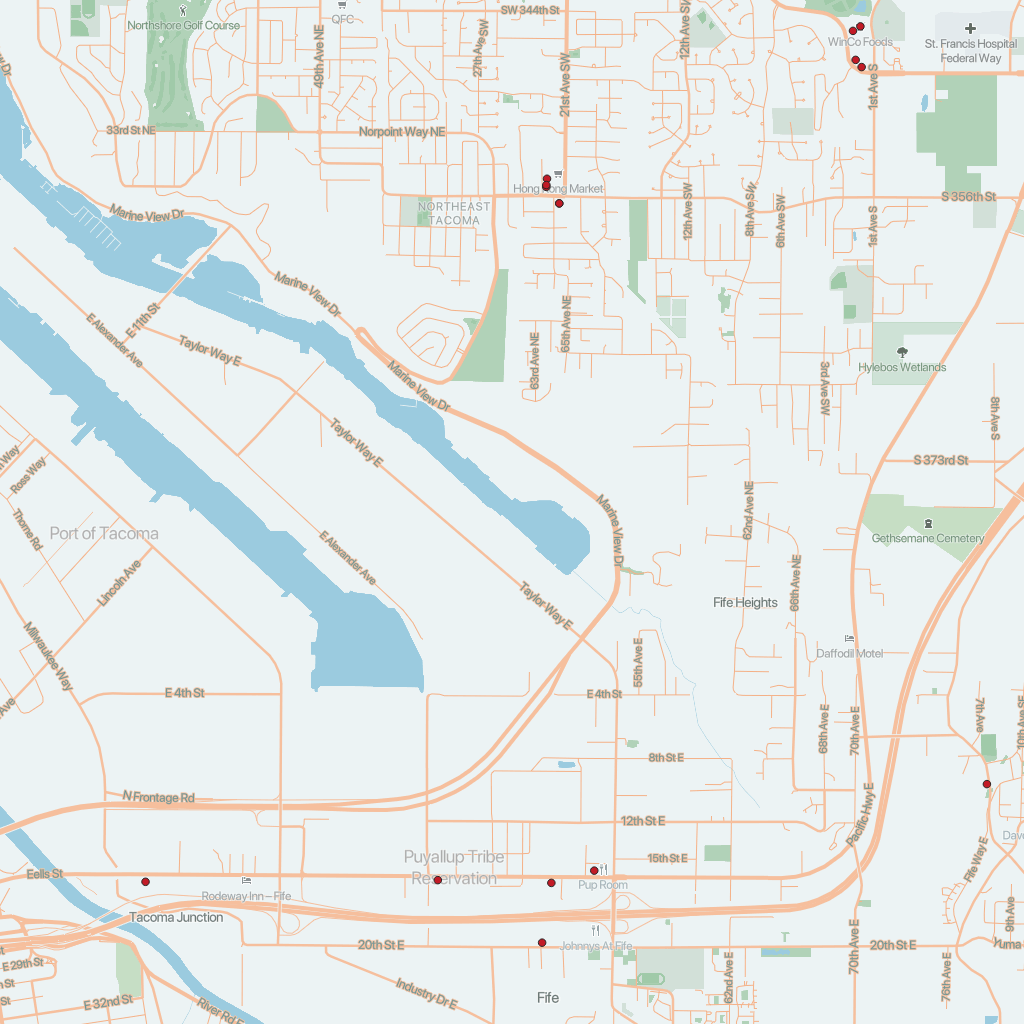 SW 344th St
QFC
Northshore Golf Course
49th Ave NE
27th Ave SW
21st Ave SW
12th Ave SW
WinCo Foods
St. Francis Hospital
Federal Way
1st Ave S
33rd St NE
Norpoint Way NE
Hong Kong Market
NORTHEAST
TACOMA
12th Ave SW
8th Ave SW
6th Ave SW
S 356th St
1st Ave S
Marine View Dr
Marine View Dr
E 11th St
E Alexander Ave
Taylor Way E
65th Ave NE
63rd Ave NE
Marine View Dr
Hylebos Wetlands
3rd Ave SW
8th Ave S
Taylor Way E
S 373rd St
Ross Way
Thorne Rd
Port of Tacoma
Marine View Dr
62nd Ave NE
Gethsemane Cemetery
E Alexander Ave
Lincoln Ave
Taylor Way E
66th Ave NE
Fife Heights
Daffodil Motel
Milwaukee Way
55th Ave E
E 4th St
E 4th St
68th Ave E
70th Ave E
7th Ave
10th Ave SE
8th St E
N Frontage Rd
12th St E
Pacific Hwy E
Puyallup Tribe
Reservation
15th St E
Fife Way E
Eells St
Rodeway Inn – Fife
Pup Room
Tacoma Junction
9th Ave
20th St E
Johnnys At Fife
70th Ave E
20th St E
Yuma
E 29th St
E 32nd St
River Rd E
Industry Dr E
Fife
62nd Ave E
76th Ave E